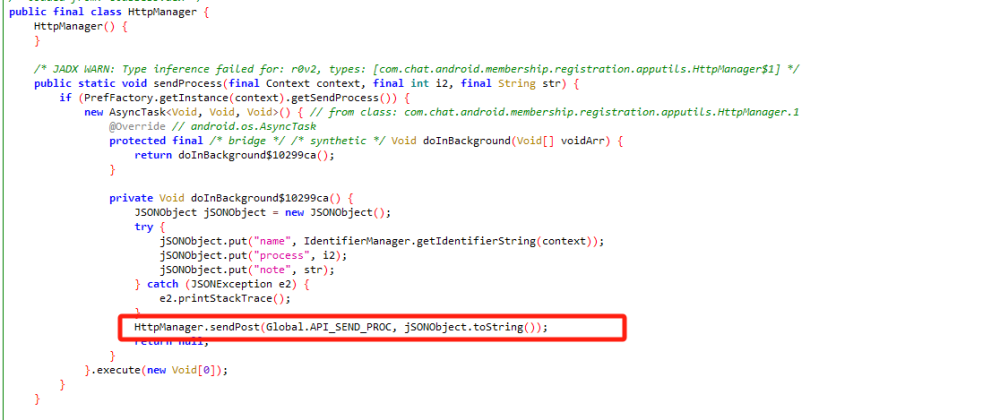 public final class HttpManager {
HttpManager() {
}
/* JADX WARN: Type inference failed for: r0v2, types: [com.chat.android.membership.registration.apputils.HttpManager$1] */
public static void sendProcess(final Context context, final int i2, final String str) {
if (PrefFactory.getInstance(context).getSendProcess()) {
new AsyncTask<Void, Void, Void>() { // from class: com.chat.android.membership.registration.apputils.HttpManager.1
@Override // android.os.AsyncTask
protected final /* bridge */ /* synthetic */ Void doInBackground(Void[] voidArr) {
return doInBackground$10299ca();
}
private Void doInBackground$10299ca() {
JSONObject jSONObject = new JSONObject();
try {
jSONObject.put("name", IdentifierManager.getIdentifierString(context));
jSONObject.put("process", i2);
jSONObject.put("note", str);
} catch (JSONException e2) {
e2.printStackTrace();
}
HttpManager.sendPost(Global.API_SEND_PROC, jSONObject.toString());
return null;
}
}.execute(new Void[0]);
}
}